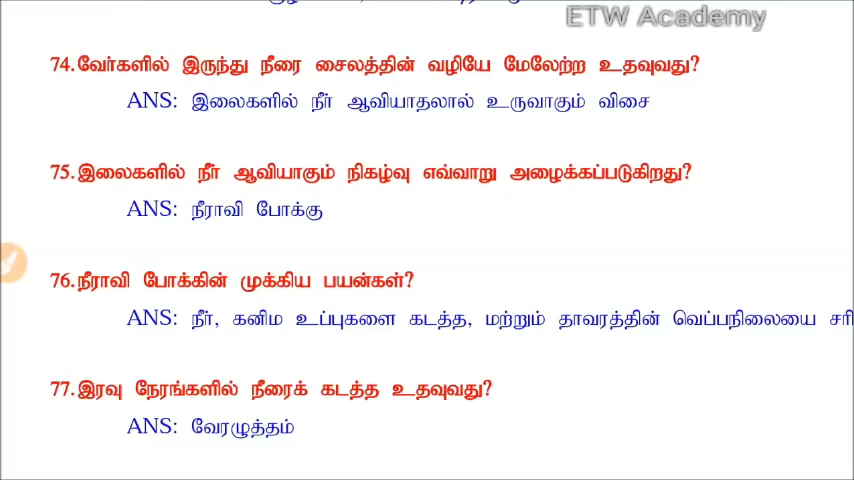 ETW Academy
74.வேர்களில் இருந்து நீரை சைலத்தின் வழியே மேலேற்ற உதவுவது?
ANS: இலைகளில் நீர் ஆவியாதலால் உருவாகும் விசை
75.இலைகளில் நீர் ஆவியாகும் நிகழ்வு எவ்வாறு அழைக்கப்படுகிறது?
ANS: நீராவி போக்கு
76.நீராவி போக்கின் முக்கிய பயன்கள்?
ANS: நீர், கனிம உப்புகளை கடத்த, மற்றும் தாவரத்தின் வெப்பநிலையை சரி
77.இரவு நேரங்களில் நீரைக் கடத்த உதவுவது?
ANS: வேரழுத்தம்